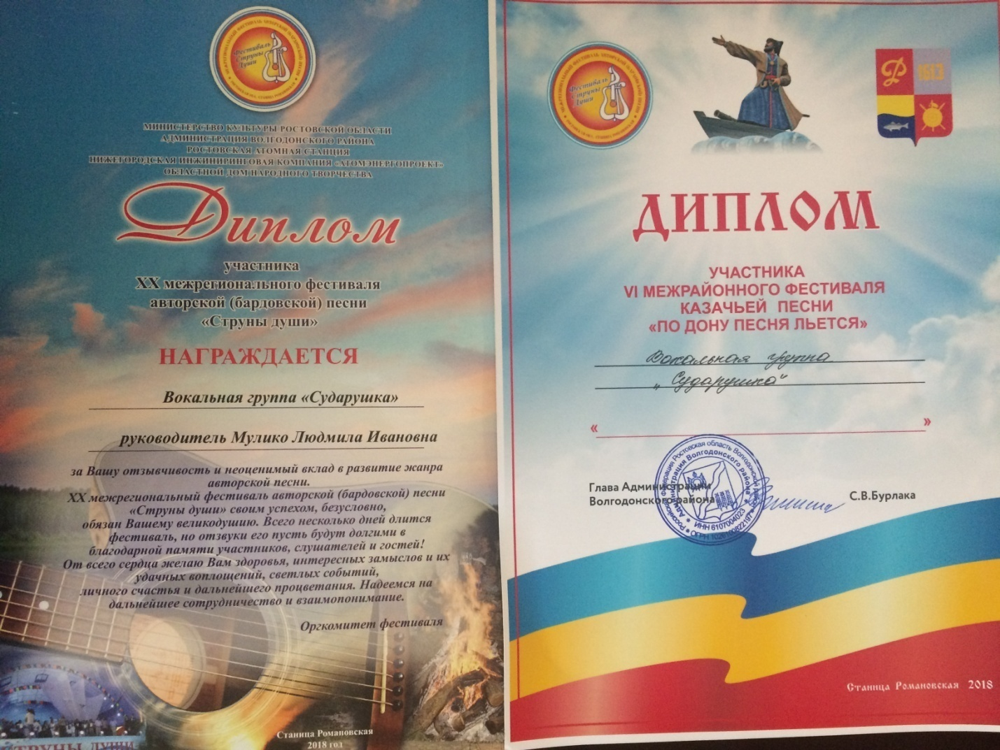 Фестиваль
Струны
Души
МИНИСТЕРСТВО КУЛЬТУРЫ РОСТОВСКОЙ ОБЛАСТИ
АДМИНИСТРАЦИЯ ВОЛГОДОНСКОГО РАЙОНА
РОСТОВСКАЯ АТОМНАЯ СТАНЦИЯ
НИЖЕГОРОДСКАЯ ИНЖИНИРИНГОВАЯ КОМПАНИЯ «АТОМЭНЕРГОПРОЕКТ»
ОБЛАСТНОЙ ДОМ НАРОДНОГО ТВОРЧЕСТВА
Диплом
участника
XX межрегионального фестиваля
авторской (бардовской) песни
«Струны души»
НАГРАЖДАЕТСЯ
Вокальная группа «Сударушка»
руководитель Мулико Людмила Ивановна
за Вашу отзывчивость и неоценимый вклад в развитие жанра
авторской песни.
XX межрегиональный фестиваль авторской (бардовской) песни
«Струны души» своим успехом, безусловно,
обязан Вашему великодушию. Всего несколько дней длится
фестиваль, но отзвуки его пусть будут долгими в
благодарной памяти участников, слушателей и гостей!
От всего сердца желаю Вам здоровья, интересных замыслов и их
удачных воплощений, светлых событий,
личного счастья и дальнейшего процветания. Надеемся на
дальнейшее сотрудничество и взаимопонимание.
Оргкомитет фестиваля
СТРУНЫ ДУШИ
Станица Романовская
2018 год
Фестиваль
Струны
Души
Р 1613
ДИПЛОМ
УЧАСТНИКА
VI МЕЖРАЙОННОГО ФЕСТИВАЛЯ
КАЗАЧЬЕЙ ПЕСНИ
«ПО ДОНУ ПЕСНЯ ЛЬЕТСЯ»
Вокальная группа
„Сударушка"
« »
Глава Администрации
Волгодонского района
С.В.Бурлака
Российская Федерация Ростовская область Волгодонской район
Администрация Волгодонского района
ИНН 6107004023
ОГРН 1026100822197
Станица Романовская 2018